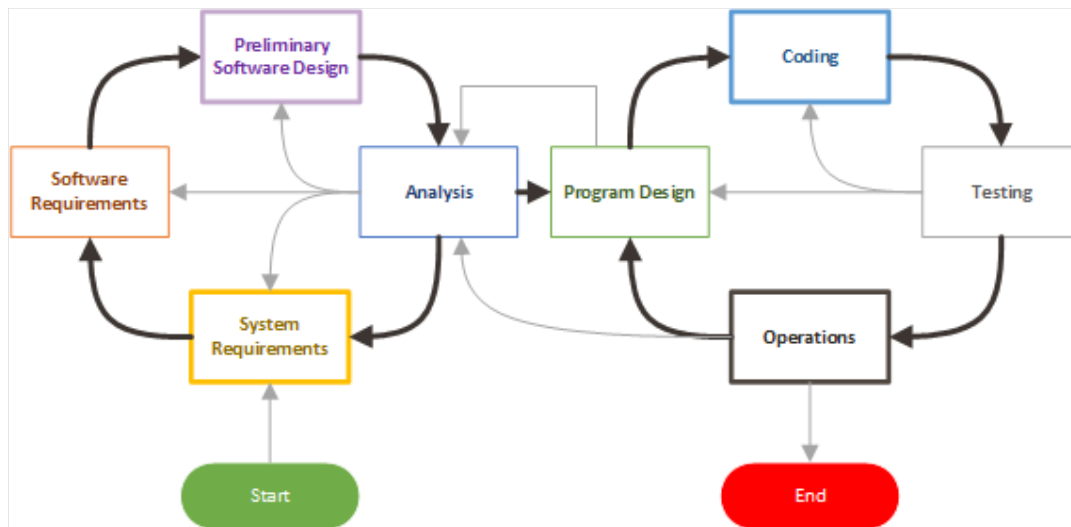 Preliminary
Software Design
Coding
Software
Requirements
Analysis
Program Design
Testing
System
Requirements
Operations
Start
End